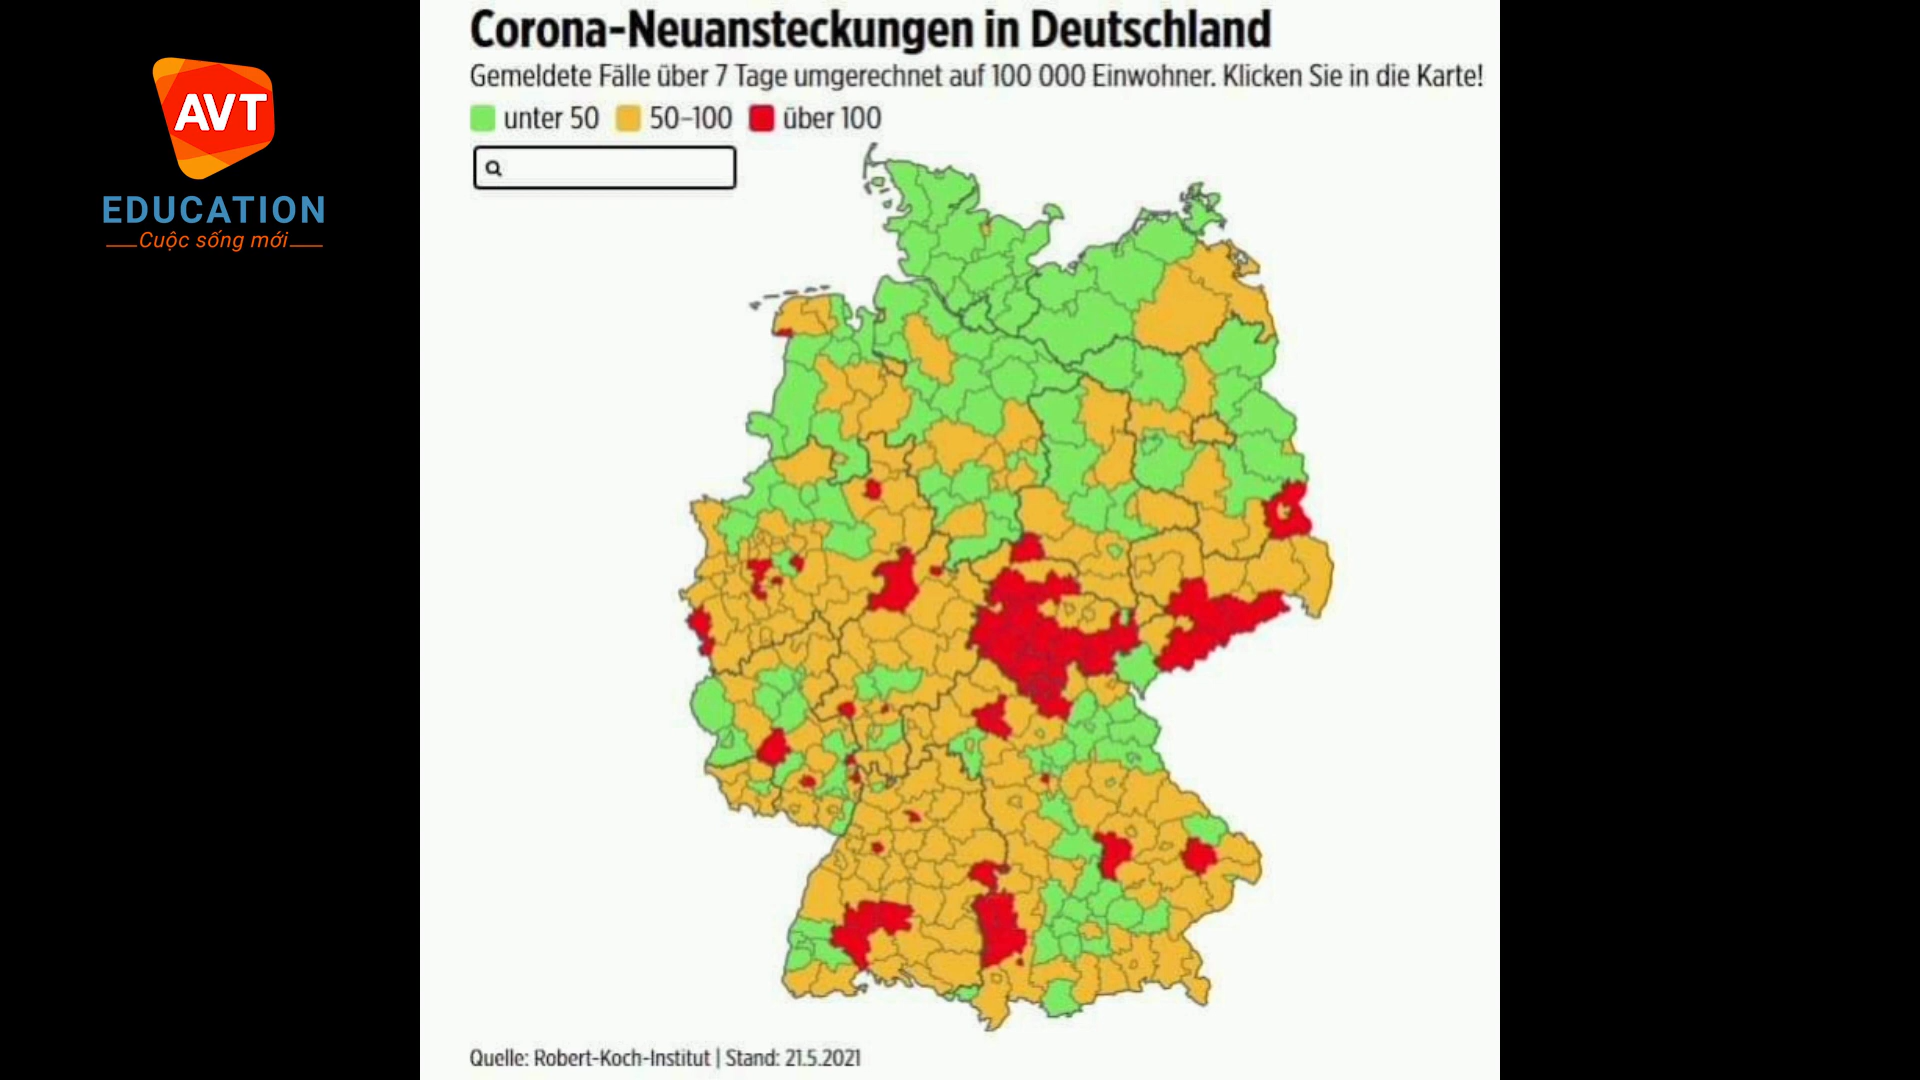 AVT
EDUCATION
Cuộc sống mới
Corona-Neuansteckungen in Deutschland
Gemeldete Fälle über 7 Tage umgerechnet auf 100 000 Einwohner. Klicken Sie in die Karte!
unter 50 50-100 über 100
Quelle: Robert-Koch-Institut | Stand: 21.5.2021